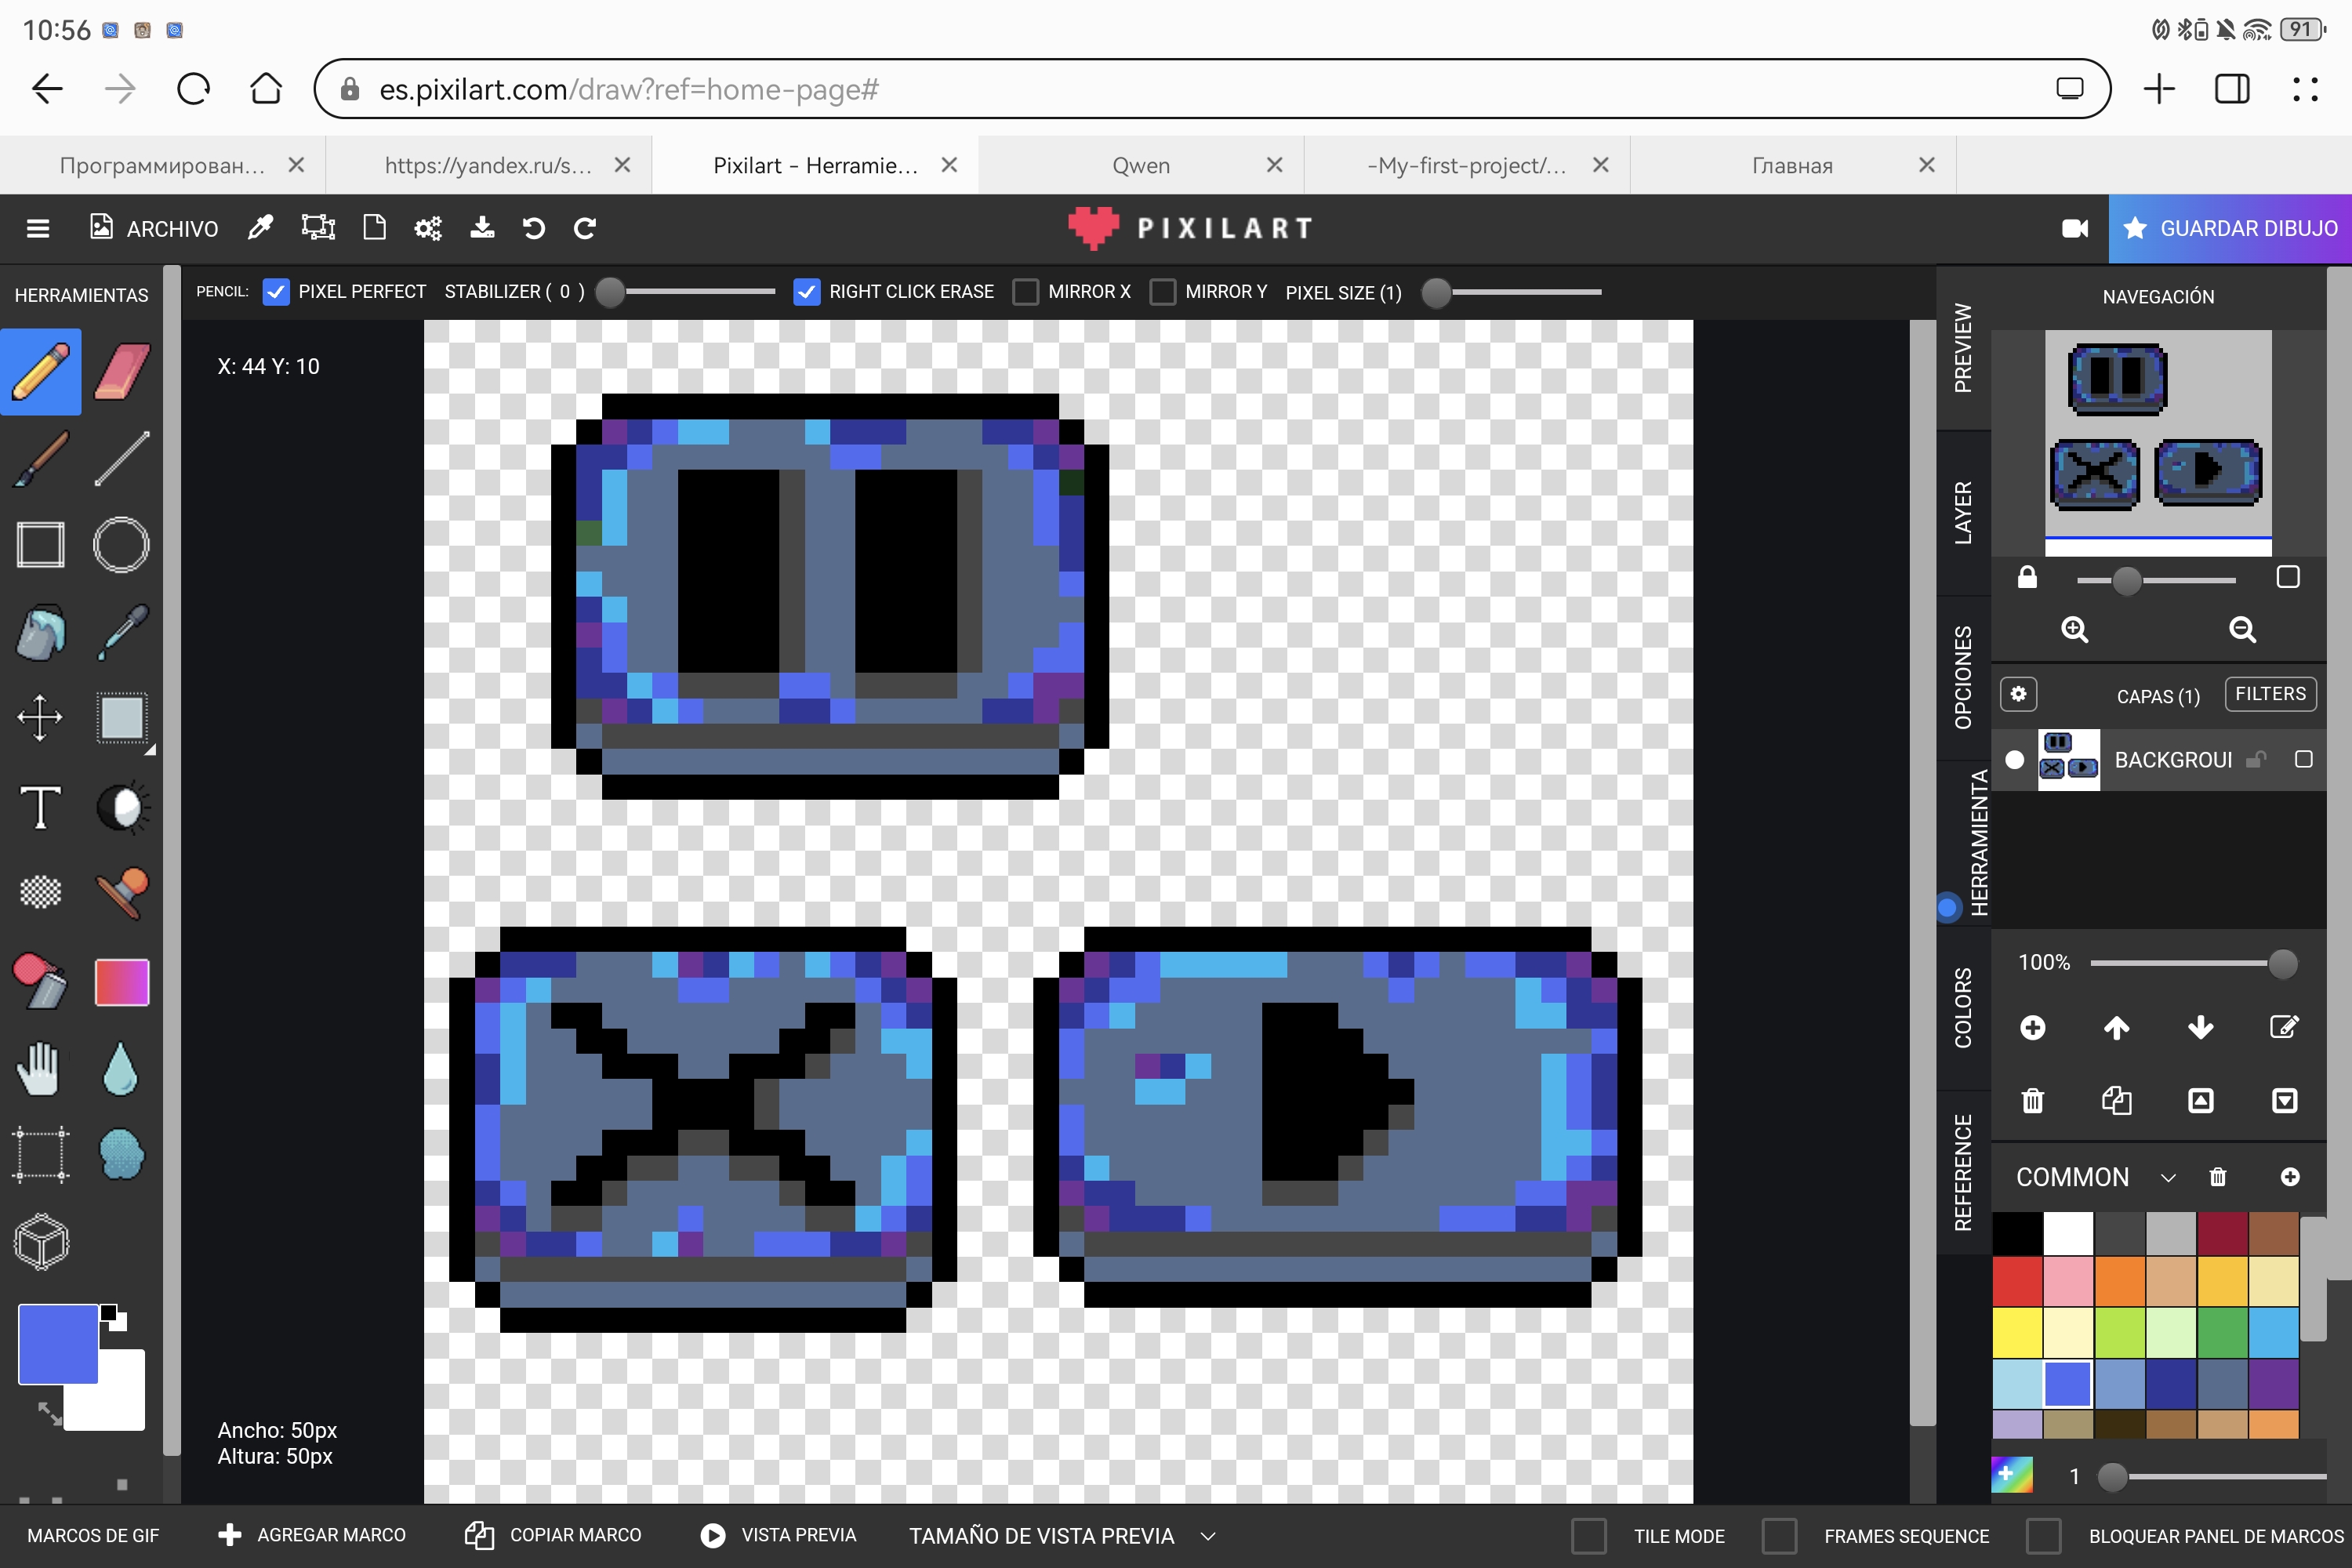 10:56
91
es.pixilart.com/draw?ref=home-page#
Программирован...
https://yandex.ru/s...
Pixilart - Herramie...
Qwen
-My-first-project/...
Главная
ARCHIVO
PIXILART
GUARDAR DIBUJO
HERRAMIENTAS
PENCIL:
PIXEL PERFECT
STABILIZER ( 0 )
RIGHT CLICK ERASE
MIRROR X
MIRROR Y
PIXEL SIZE (1)
X: 44 Y: 10
Ancho: 50px
Altura: 50px
PREVIEW
LAYER
OPCIONES
HERRAMIENTA
COLORS
REFERENCE
NAVEGACIÓN
CAPAS (1)
FILTERS
BACKGROUI
100%
COMMON
1
MARCOS DE GIF
AGREGAR MARCO
COPIAR MARCO
VISTA PREVIA
TAMAÑO DE VISTA PREVIA
TILE MODE
FRAMES SEQUENCE
BLOQUEAR PANEL DE MARCOS